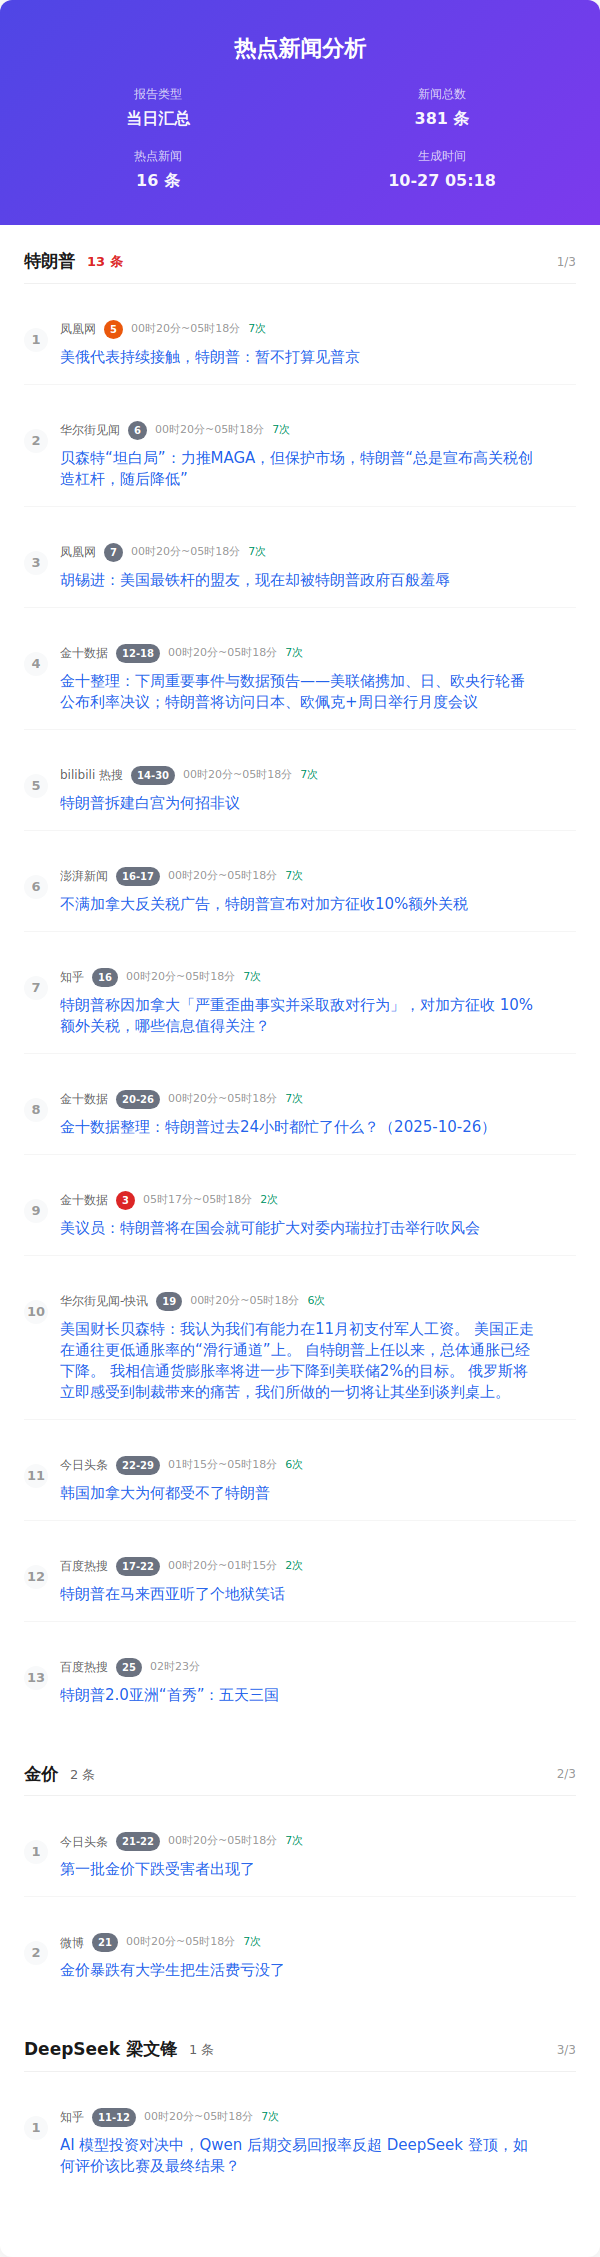 热点新闻分析
报告类型
新闻总数
当日汇总
381 条
热点新闻
生成时间
16 条
10-27 05:18
特朗普 13 条 1/3
1
凤凰网 5 00时20分~05时18分 7次
美俄代表持续接触，特朗普：暂不打算见普京
2
华尔街见闻 6 00时20分~05时18分 7次
贝森特“坦白局”：力推MAGA，但保护市场，特朗普“总是宣布高关税创
造杠杆，随后降低”
3
凤凰网 7 00时20分~05时18分 7次
胡锡进：美国最铁杆的盟友，现在却被特朗普政府百般羞辱
4
金十数据 12-18 00时20分~05时18分 7次
金十整理：下周重要事件与数据预告——美联储携加、日、欧央行轮番
公布利率决议；特朗普将访问日本、欧佩克+周日举行月度会议
5
bilibili 热搜 14-30 00时20分~05时18分 7次
特朗普拆建白宫为何招非议
6
澎湃新闻 16-17 00时20分~05时18分 7次
不满加拿大反关税广告，特朗普宣布对加方征收10%额外关税
7
知乎 16 00时20分~05时18分 7次
特朗普称因加拿大「严重歪曲事实并采取敌对行为」，对加方征收 10%
额外关税，哪些信息值得关注？
8
金十数据 20-26 00时20分~05时18分 7次
金十数据整理：特朗普过去24小时都忙了什么？（2025-10-26）
9
金十数据 3 05时17分~05时18分 2次
美议员：特朗普将在国会就可能扩大对委内瑞拉打击举行吹风会
10
华尔街见闻-快讯 19 00时20分~05时18分 6次
美国财长贝森特：我认为我们有能力在11月初支付军人工资。 美国正走
在通往更低通胀率的“滑行通道”上。 自特朗普上任以来，总体通胀已经
下降。 我相信通货膨胀率将进一步下降到美联储2%的目标。 俄罗斯将
立即感受到制裁带来的痛苦，我们所做的一切将让其坐到谈判桌上。
11
今日头条 22-29 01时15分~05时18分 6次
韩国加拿大为何都受不了特朗普
12
百度热搜 17-22 00时20分~01时15分 2次
特朗普在马来西亚听了个地狱笑话
13
百度热搜 25 02时23分
特朗普2.0亚洲“首秀”：五天三国
金价 2 条 2/3
1
今日头条 21-22 00时20分~05时18分 7次
第一批金价下跌受害者出现了
2
微博 21 00时20分~05时18分 7次
金价暴跌有大学生把生活费亏没了
DeepSeek 梁文锋 1 条 3/3
1
知乎 11-12 00时20分~05时18分 7次
AI 模型投资对决中，Qwen 后期交易回报率反超 DeepSeek 登顶，如
何评价该比赛及最终结果？